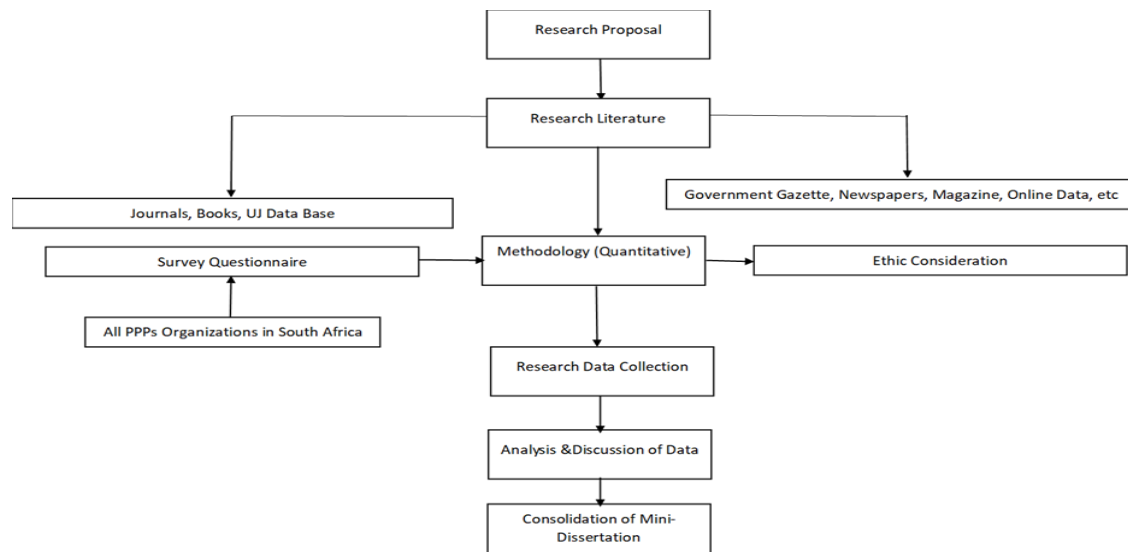 Research Proposal
Research Literature
Government Gazette, Newspapers, Magazine, Online Data, etc
Journals, Books, UJ Data Base
Survey Questionnaire
Methodology (Quantitative)
Ethic Consideration
All PPPs Organizations in South Africa
Research Data Collection
Analysis &Discussion of Data
Consolidation of Mini-
Dissertation